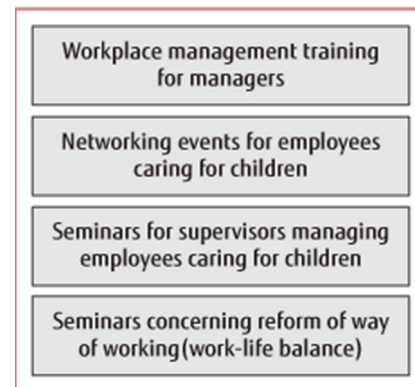 Workplace management training
for managers
Networking events for employees
caring for children
Seminars for supervisors managing
employees caring for children
Seminars concerning reform of way
of working(work-life balance)